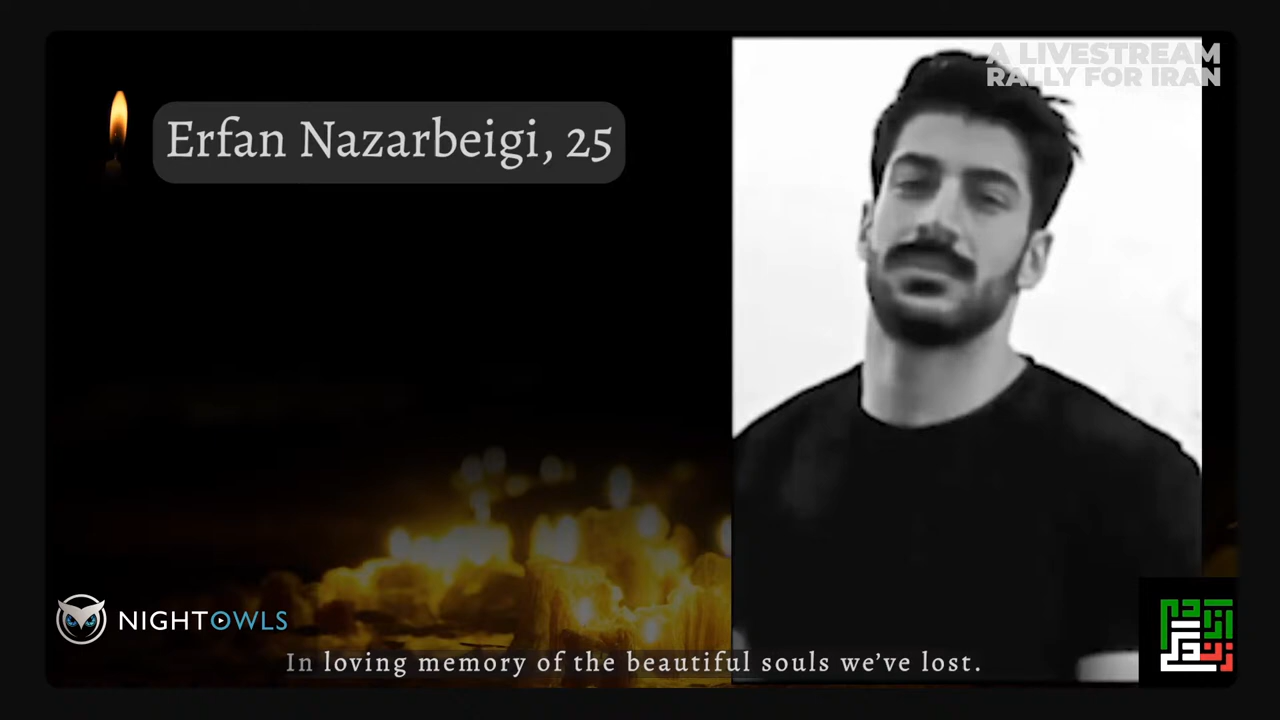 A LIVESTREAM
RALLY FOR IRAN
Erfan Nazarbeigi, 25
NIGHTOWLS
In loving memory of the beautiful souls we've lost.